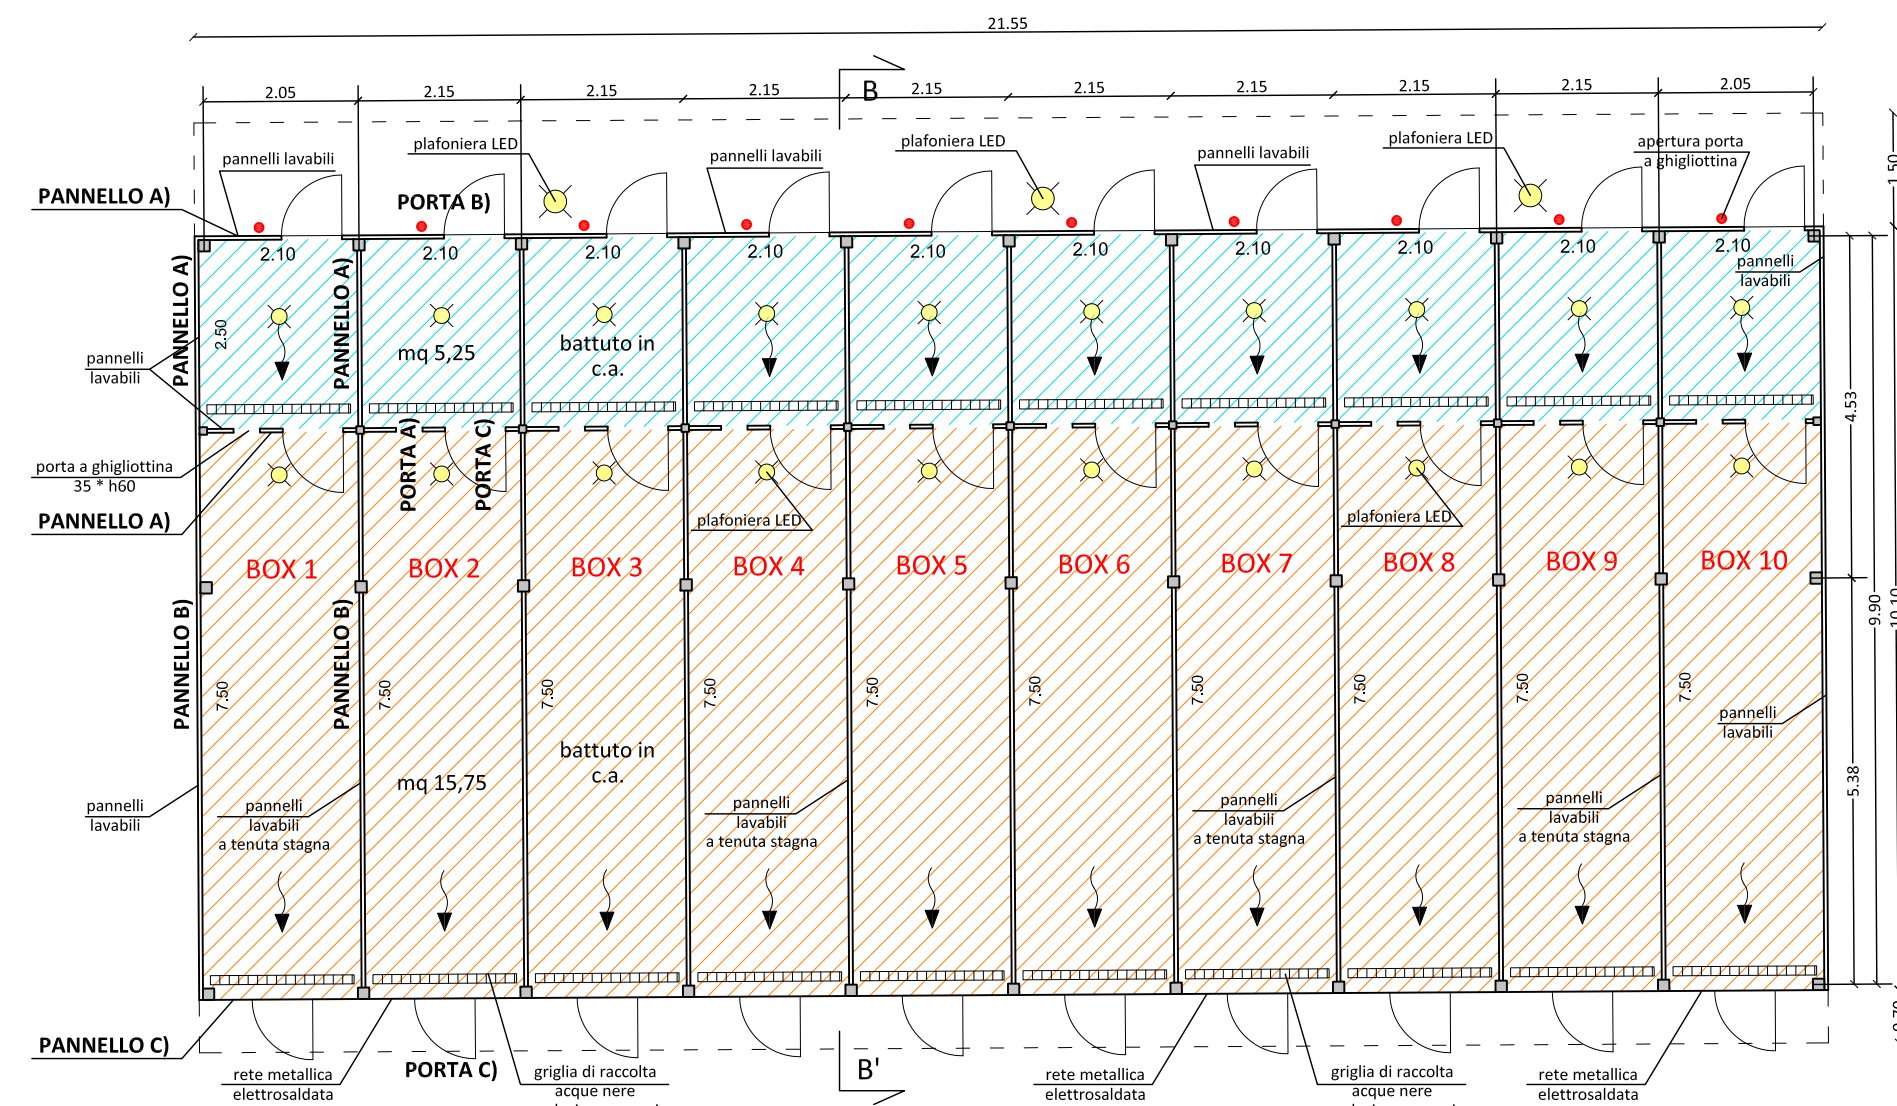 21.55
2.05
2.15
2.15
2.15
B
2.15
2.15
2.15
2.15
2.15
2.05
plafoniera LED
plafoniera LED
plafoniera LED
apertura porta
a ghigliottina
pannelli lavabili
pannelli lavabili
pannelli lavabili
1.50
PANNELLO A)
PORTA B)
2.10
2.10
2.10
2.10
2.10
2.10
2.10
2.10
2.10
2.10
pannelli
lavabili
PANNELLO A)
PANNELLO A)
2.50
mq 5,25
battuto in
c.a.
pannelli
lavabili
4.53
porta a ghigliottina
35 * h60
PORTA A)
PORTA C)
PANNELLO A)
plafoniera LED
plafoniera LED
BOX 1
BOX 2
BOX 3
BOX 4
BOX 5
BOX 6
BOX 7
BOX 8
BOX 9
BOX 10
9.90
10.10
PANNELLO B)
PANNELLO B)
7.50
7.50
7.50
7.50
7.50
7.50
7.50
7.50
7.50
7.50
pannelli
lavabili
battuto in
c.a.
mq 15,75
5.38
pannelli
lavabili
pannelli
lavabili
a tenuta stagna
pannelli
lavabili
a tenuta stagna
pannelli
lavabili
a tenuta stagna
pannelli
lavabili
a tenuta stagna
PANNELLO C)
PORTA C)
B'
rete metallica
elettrosaldata
griglia di raccolta
acque nere
rete metallica
elettrosaldata
griglia di raccolta
acque nere
rete metallica
elettrosaldata